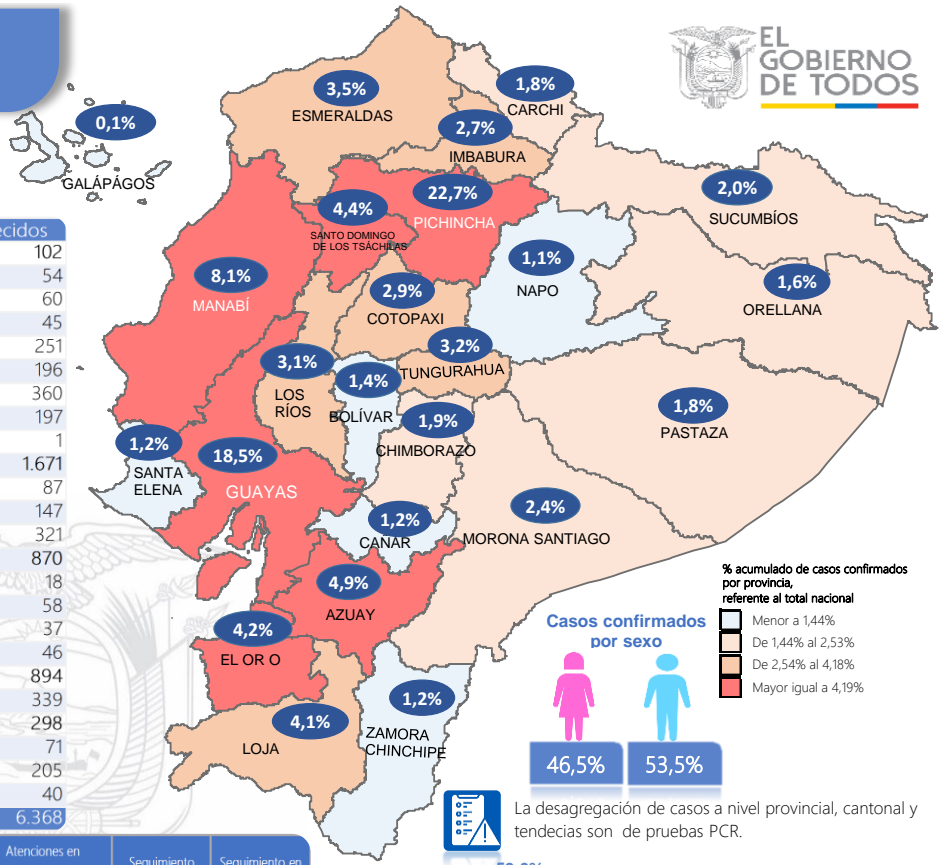 EL
GOBIERNO
DE TODOS
1,8%
CARCHI
3,5%
ESMERALDAS
0,1%
GALÁPÁGOS
2,7%
IMBABURA
22,7%
PICHINCHA
4,4%
SANTO DOMINGO
DE LOS TSÁCHILAS
2,0%
SUCUMBÍOS
1,1%
NAPO
8,1%
MANABÍ
2,9%
COTOPAXI
1,6%
ORELLANA
3,2%
TUNGURAHUA
3,1%
LOS
RÍOS
1,4%
BOLÍVAR
1,9%
CHIMBORAZO
1,8%
PASTAZA
1,2%
SANTA
ELENA
18,5%
GUAYAS
1,2%
CAÑAR
2,4%
MORONA SANTIAGO
4,9%
AZUAY
4,2%
EL OR O
4,1%
LOJA
1,2%
ZAMORA
CHINCHIPE
ecidos
102
54
60
45
251
196
360
197
1
1.671
87
147
321
870
18
58
37
46
894
339
298
71
205
40
6.368
Atenciones en
Seguimiento
Seguimiento en
% acumulado de casos confirmados
por provincia,
referente al total nacional
Menor a 1,44%
De 1,44% al 2,53%
De 2,54% al 4,18%
Mayor igual a 4,19%
Casos confirmados
por sexo
46,5%
53,5%
La desagregación de casos a nivel provincial, cantonal y
tendecias son de pruebas PCR.